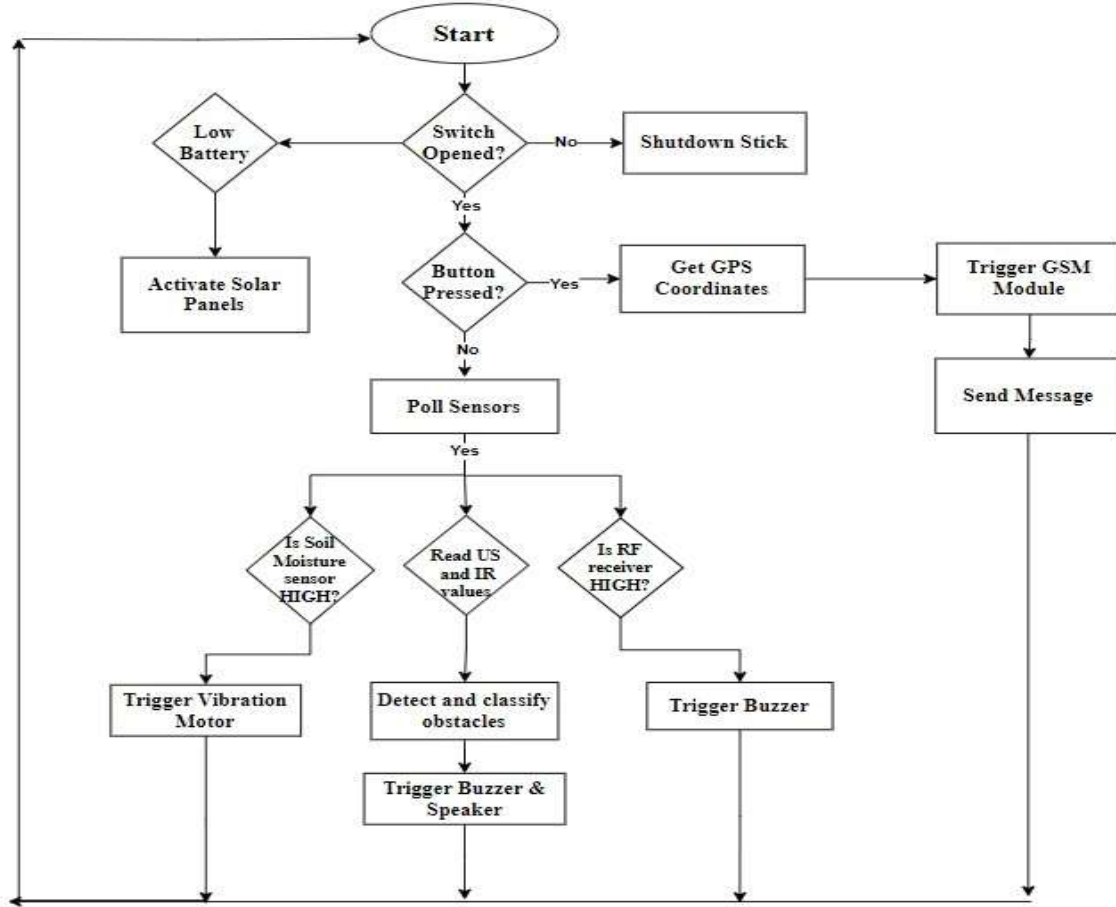 Start
Switch
Opened?
Low
Battery
No
Shutdown Stick
Yes
Activate Solar
Panels
Button
Pressed?
Yes
Get GPS
Coordinates
Trigger GSM
Module
No
Send Message
Poll Sensors
Yes
Is Soil
Moisture
sensor
HIGH?
Read US
and IR
values
Is RF
receiver
HIGH?
Trigger Vibration
Motor
Detect and classify
obstacles
Trigger Buzzer
Trigger Buzzer &
Speaker